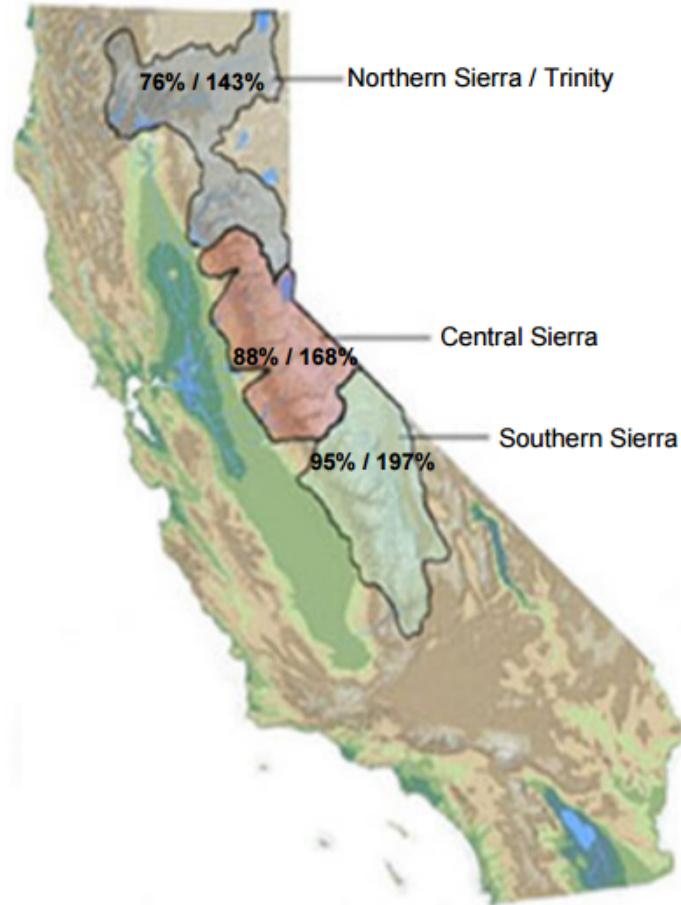 76% / 143%
Northern Sierra / Trinity
Central Sierra
88% / 168%
Southern Sierra
95% / 197%